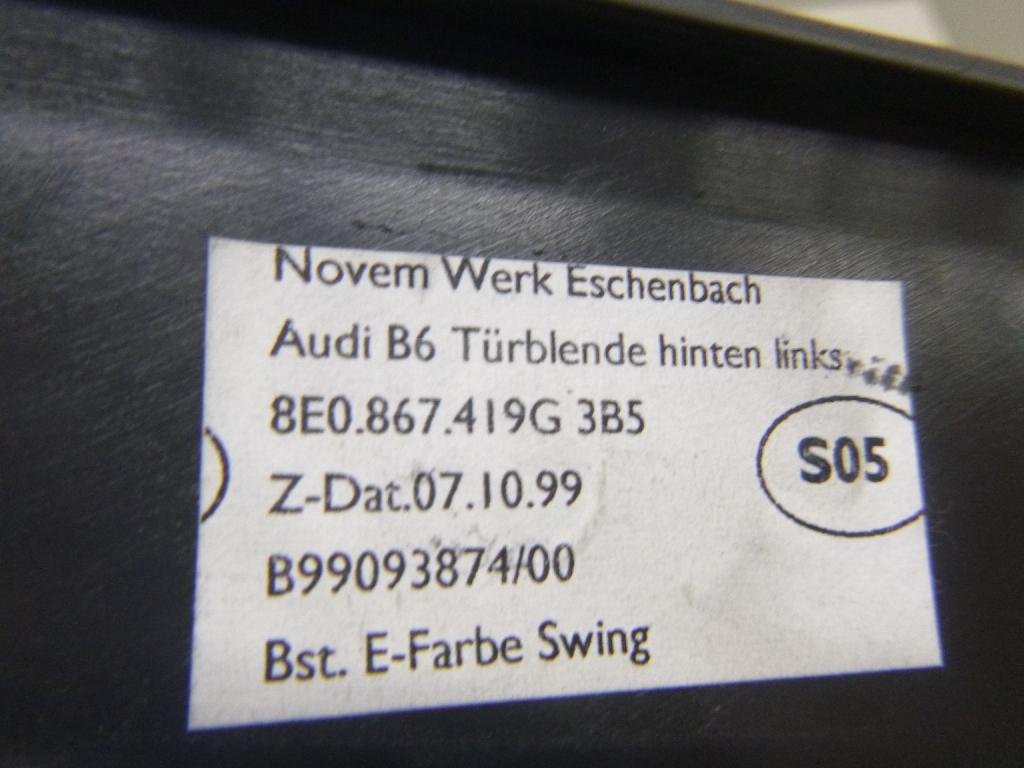 Novem Werk Eschenbach
Audi B6 Türblende hinten links
8E0.867.419G 3B5
S05
Z-Dat.07.10.99
B99093874/00
Bst. E-Farbe Swing